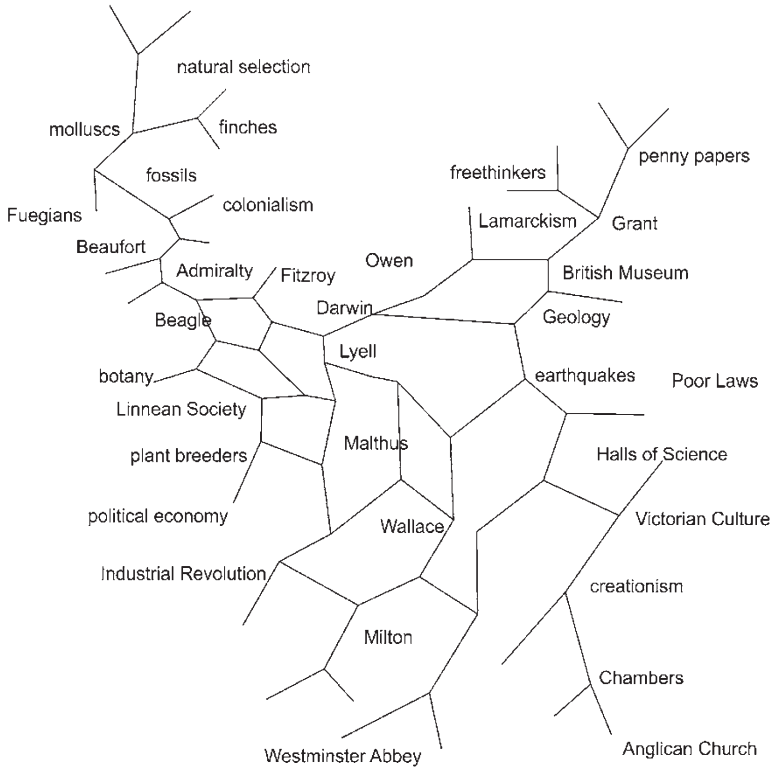 natural selection
molluscs
finches
penny papers
fossils
freethinkers
colonialism
Fuegians
Lamarckism
Grant
Beaufort
Owen
Admiralty
Fitzroy
British Museum
Darwin
Beagle
Geology
Lyell
botany
earthquakes
Poor Laws
Linnean Society
Malthus
plant breeders
Halls of Science
political economy
Wallace
Victorian Culture
Industrial Revolution
creationism
Milton
Chambers
Westminster Abbey
Anglican Church